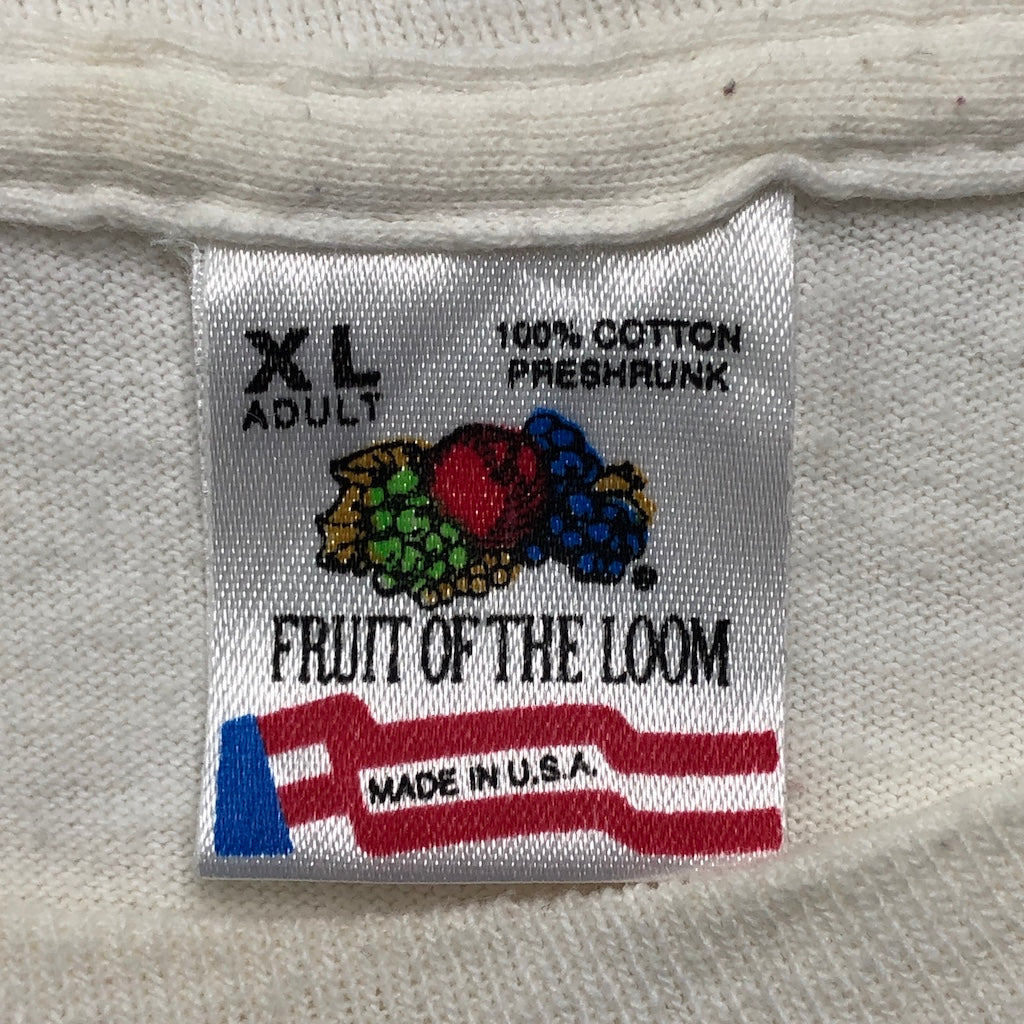 XL
ADULT
100% COTTON
PRESHRUNK
FRUIT OF THE LOOM
MADE IN U.S.A.